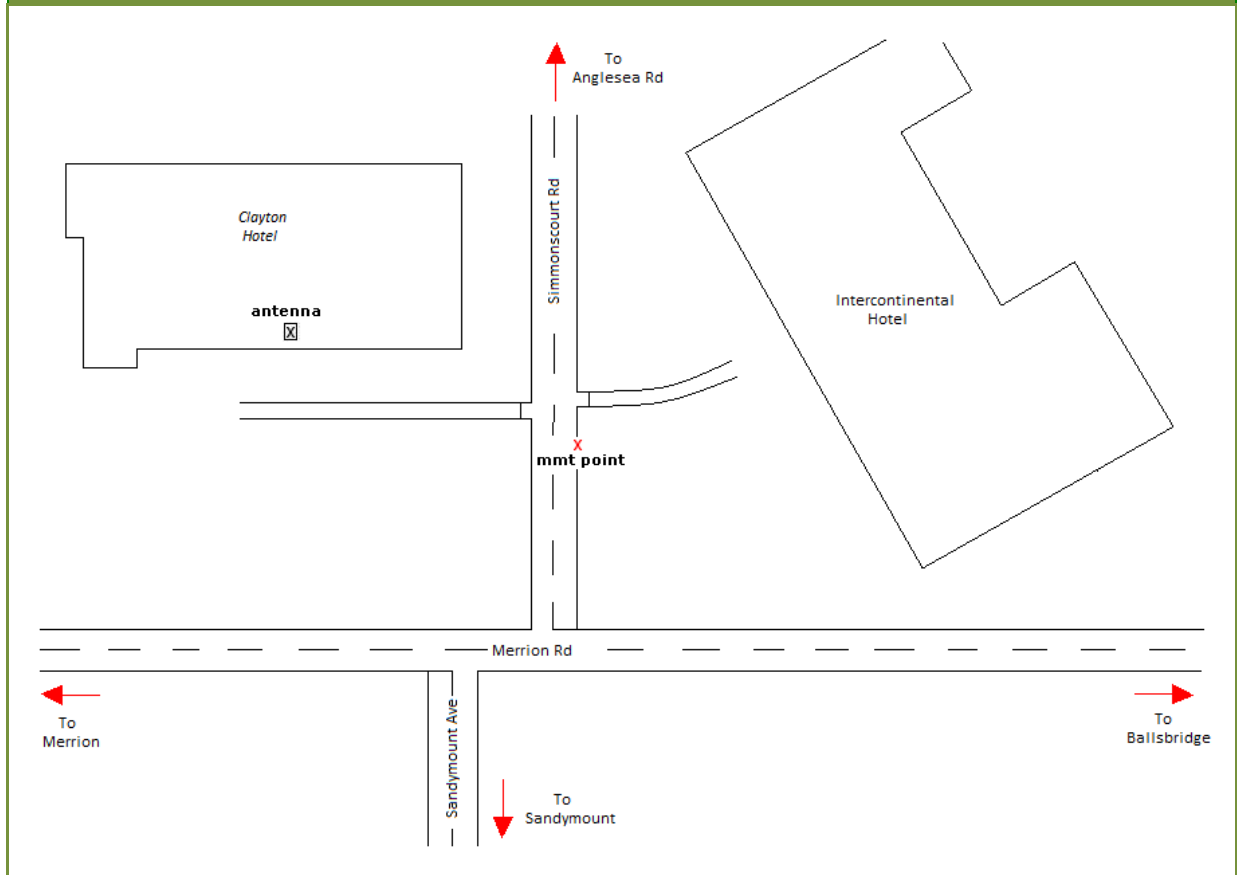 To
Anglesea Rd
Simmonscourt Rd
Clayton
Hotel
antenna
X
Intercontinental
Hotel
X
mmt point
Merrion Rd
To
Merrion
Sandymount Ave
To
Ballsbridge
To
Sandymount